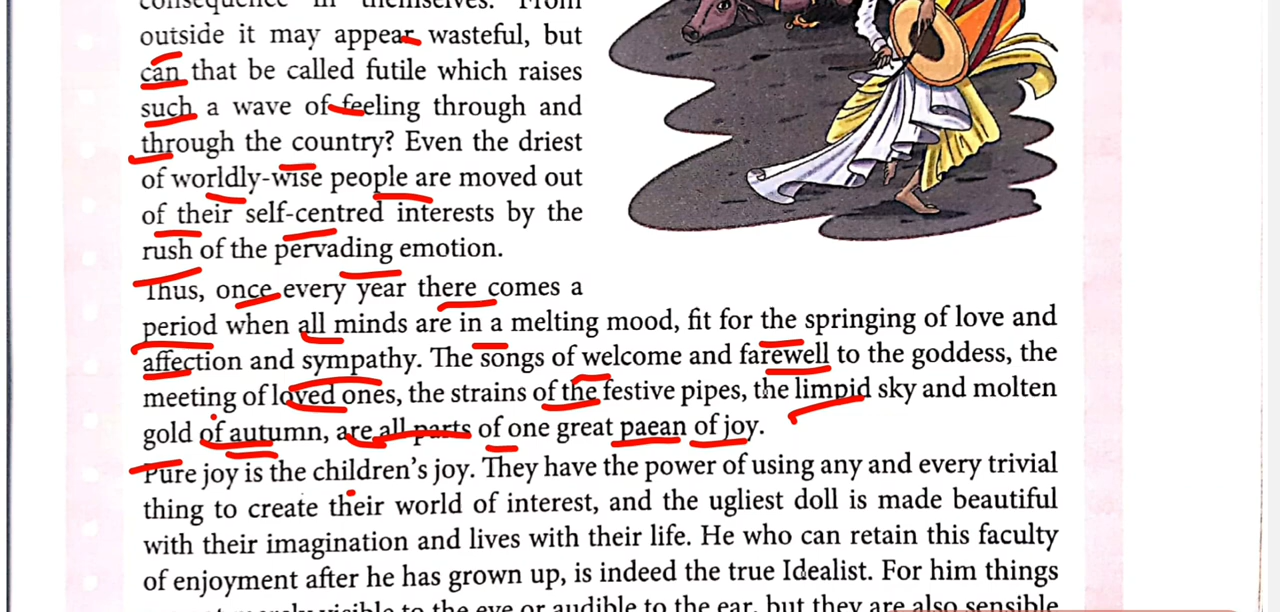 consequence in themselves. From
outside it may appear wasteful, but
can that be called futile which raises
such a wave of feeling through and
through the country? Even the driest
of worldly-wise people are moved out
of their self-centred interests by the
rush of the pervading emotion.
Thus, once every year there comes a
period when all minds are in a melting mood, fit for the springing of love and
affection and sympathy. The songs of welcome and farewell to the goddess, the
meeting of loved ones, the strains of the festive pipes, the limpid sky and molten
gold of autumn, are all parts of one great paean of joy.
Pure joy is the children's joy. They have the power of using any and every trivial
thing to create their world of interest, and the ugliest doll is made beautiful
with their imagination and lives with their life. He who can retain this faculty
of enjoyment after he has grown up, is indeed the true Idealist. For him things
visible to the eye or audible to the ear, but they are also sensible